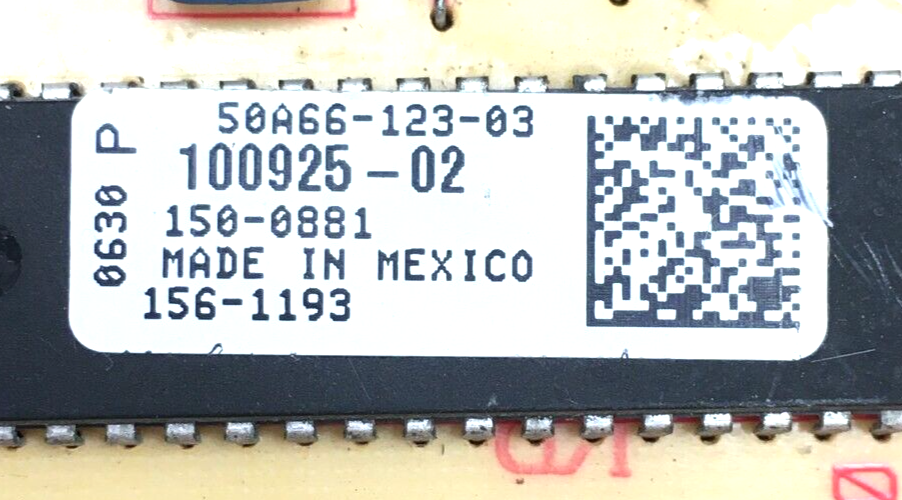 50A66-123-03
100925-02
150-0881
MADE IN MEXICO
156-1193
0630 P